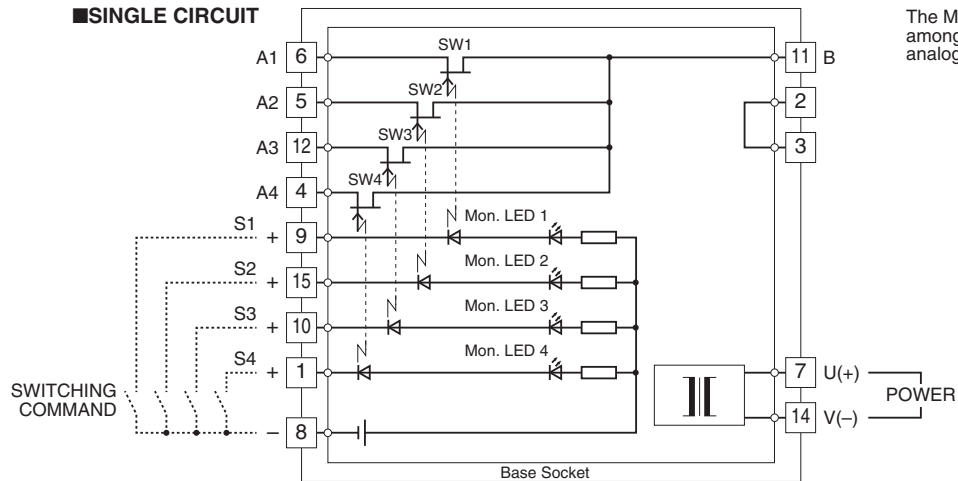 ■SINGLE CIRCUIT
The M
among
analog
A1 6 SW1 11 B
A2 5 SW2 2
A3 12 SW3 3
A4 4 SW4
S1 + 9 Mon. LED 1
S2 + 15 Mon. LED 2
S3 + 10 Mon. LED 3
S4 + 1 Mon. LED 4
7 U(+)
SWITCHING
COMMAND
POWER
14 V(–)
– 8
Base Socket